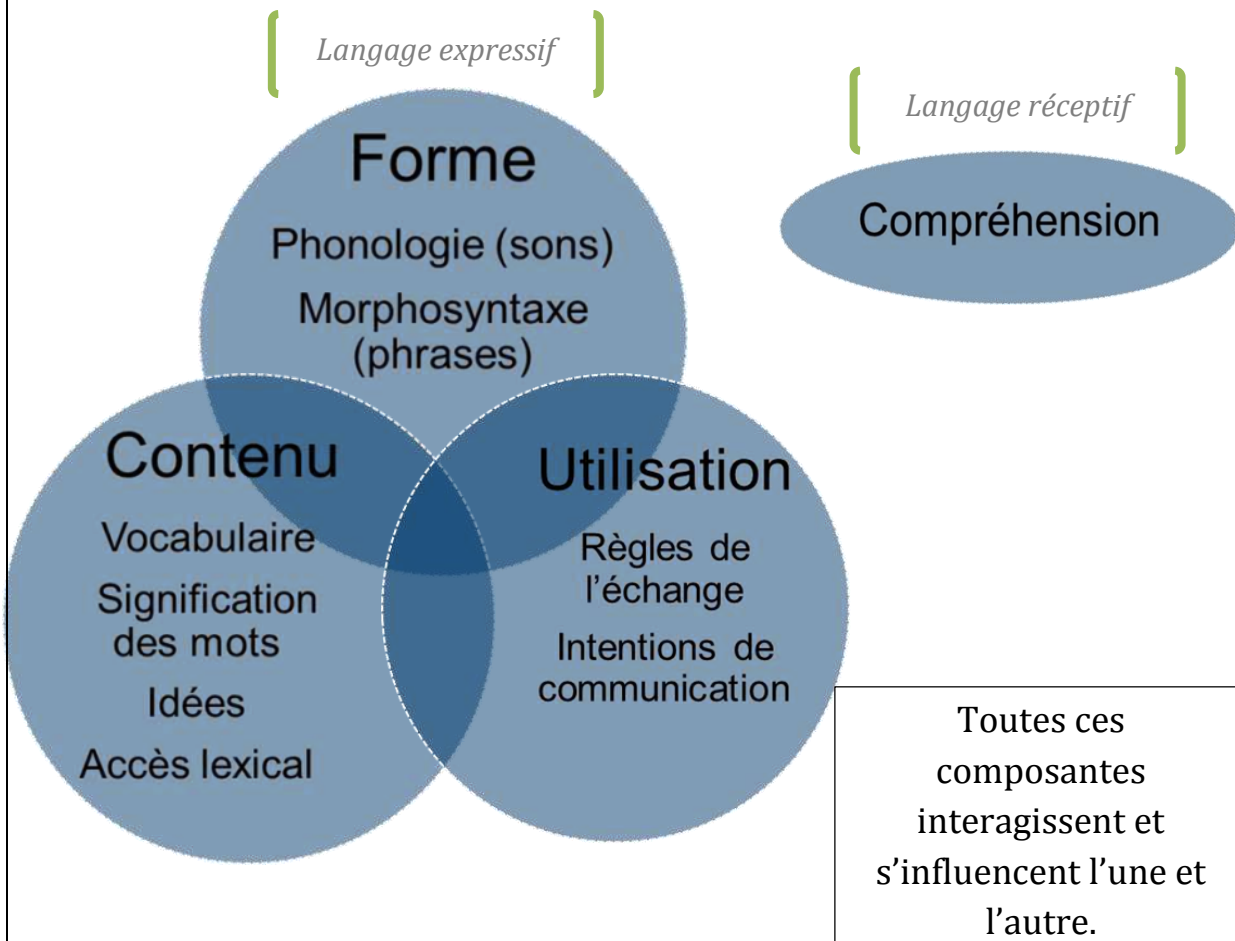 Langage expressif
Forme
Phonologie (sons)
Morphosyntaxe
(phrases)
Langage réceptif
Compréhension
Contenu
Vocabulaire
Signification
des mots
Idées
Accès lexical
Utilisation
Règles de
l’échange
Intentions de
communication
Toutes ces
composantes
interagissent et
s’influencent l’une et
l’autre.